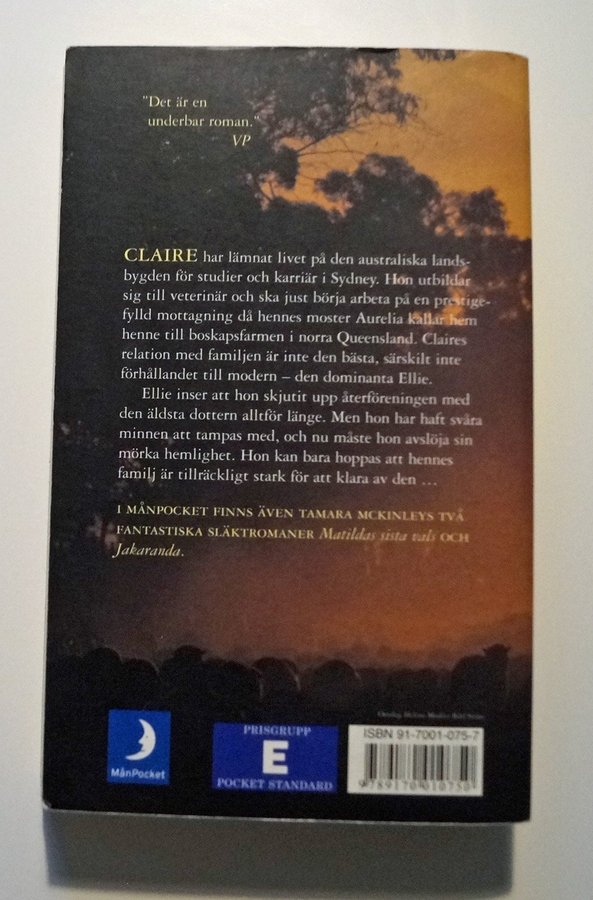 "Det är en
underbar roman."
VP
CLAIRE har lämnat livet på den australiska lands-
bygden för studier och karriär i Sydney. Hon utbildar
sig till veterinär och ska just börja arbeta på en prestige-
fylld mottagning då hennes moster Aurelia kallar hem
henne till boskapsfarmen i norra Queensland. Claires
relation med familjen är inte den bästa, särskilt inte
förhållandet till modern – den dominanta Ellie.
Ellie inser att hon skjutit upp återföreningen med
den äldsta dottern alltför länge. Men hon har haft svåra
minnen att tampas med, och nu måste hon avslöja sin
mörka hemlighet. Hon kan bara hoppas att hennes
familj är tillräckligt stark för att klara av den ...
I MÅNPOCKET FINNS ÄVEN TAMARA MCKINLEYS TVÅ
FANTASTISKA SLÄKTROMANER Matildas sista vals OCH
Jakaranda.
Omslag
MånPocket
PRISGRUPP
E
POCKET STANDARD
ISBN 91-7001-075-7
9789170010750